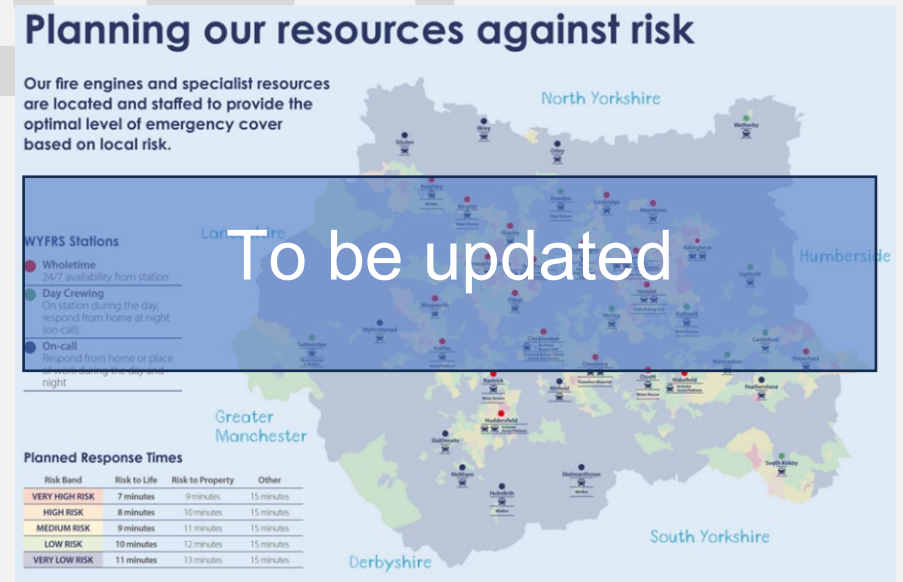 Planning our resources against risk
Our fire engines and specialist resources
are located and staffed to provide the
optimal level of emergency cover
based on local risk.
North Yorkshire
Wetherby
Ilkley
Otley
Silsden
Keighley
Bingley
Rawdon
Cookridge
Moortown
Shipley
Killingbeck
Lancashire
To be updated
Humberside
WYFRS Stations
Wholetime
24/7 availability from station
Day Crewing
On station during the day,
respond from home at night
(on-call)
On-call
Respond from home or place
of work during the day and
night
Garforth
Hunslet
Odsal
Illingworth
Morley
Rothwell
Mytholmroyd
Todmorden
Halifax
Cleckheaton
Castleford
Normanton
Pontefract
Dewsbury
Rastrick
Mirfield
Ossett
Wakefield
Featherstone
Huddersfield
Greater
Manchester
Slaithwaite
Meltham
Holmfirth
Skelmanthorpe
South Kirkby
South Yorkshire
Derbyshire
Planned Response Times
Risk Band Risk to Life Risk to Property Other
VERY HIGH RISK 7 minutes 9 minutes 15 minutes
HIGH RISK 8 minutes 10 minutes 15 minutes
MEDIUM RISK 9 minutes 11 minutes 15 minutes
LOW RISK 10 minutes 12 minutes 15 minutes
VERY LOW RISK 11 minutes 13 minutes 15 minutes